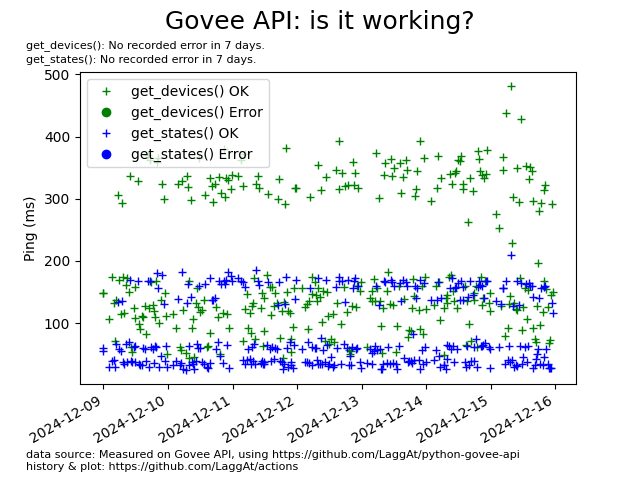 Govee API: is it working?
get_devices(): No recorded error in 7 days.
get_states(): No recorded error in 7 days.
get_devices() OK
get_devices() Error
get_states() OK
get_states() Error
Ping (ms)
500
400
300
200
100
2024-12-09
2024-12-10
2024-12-11
2024-12-12
2024-12-13
2024-12-14
2024-12-15
2024-12-16
data source: Measured on Govee API, using https://github.com/LaggAt/python-govee-api
history & plot: https://github.com/LaggAt/actions